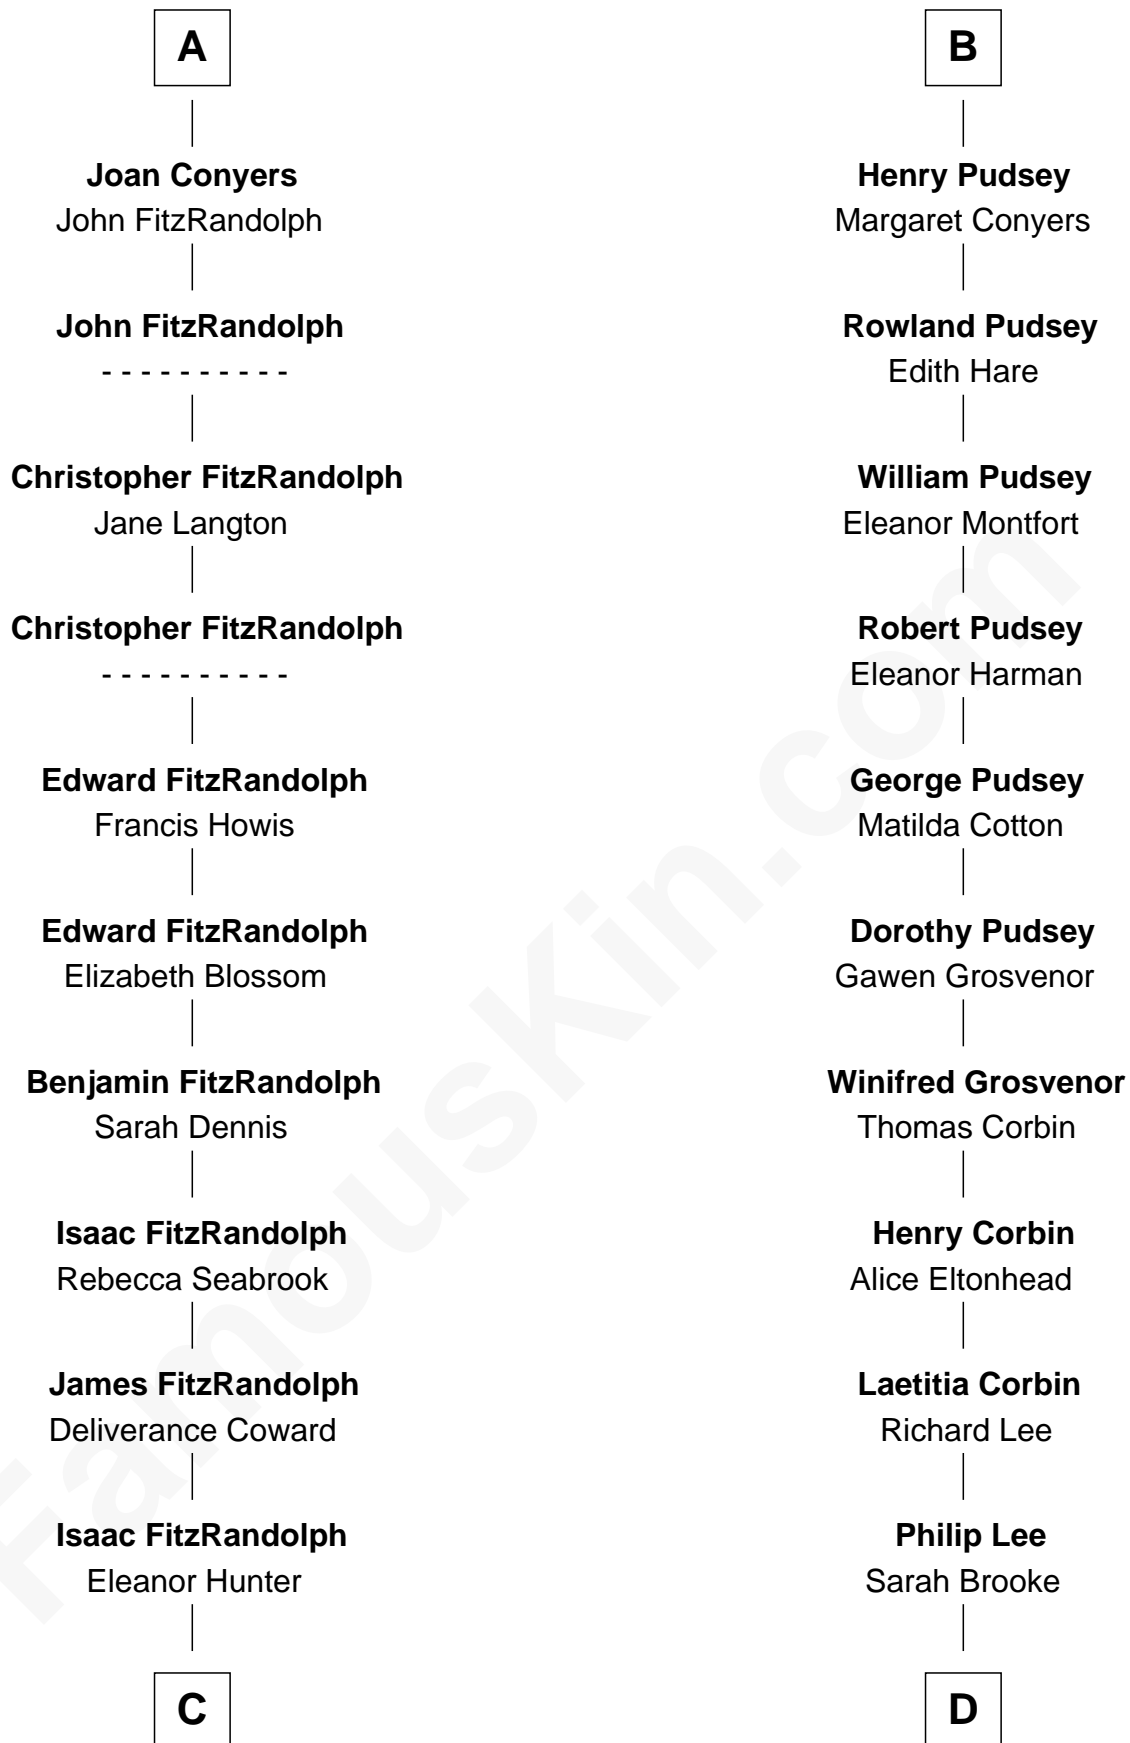 A
Joan Conyers
John FitzRandolph
John FitzRandolph
- - - - - - - - - -
Christopher FitzRandolph
Jane Langton
Christopher FitzRandolph
- - - - - - - - - -
Edward FitzRandolph
Francis Howis
Edward FitzRandolph
Elizabeth Blossom
Benjamin FitzRandolph
Sarah Dennis
Isaac FitzRandolph
Rebecca Seabrook
James FitzRandolph
Deliverance Coward
Isaac FitzRandolph
Eleanor Hunter
C
B
Henry Pudsey
Margaret Conyers
Rowland Pudsey
Edith Hare
William Pudsey
Eleanor Montfort
Robert Pudsey
Eleanor Harman
George Pudsey
Matilda Cotton
Dorothy Pudsey
Gawen Grosvenor
Winifred Grosvenor
Thomas Corbin
Henry Corbin
Alice Eltonhead
Laetitia Corbin
Richard Lee
Philip Lee
Sarah Brooke
D
FamousKin.com